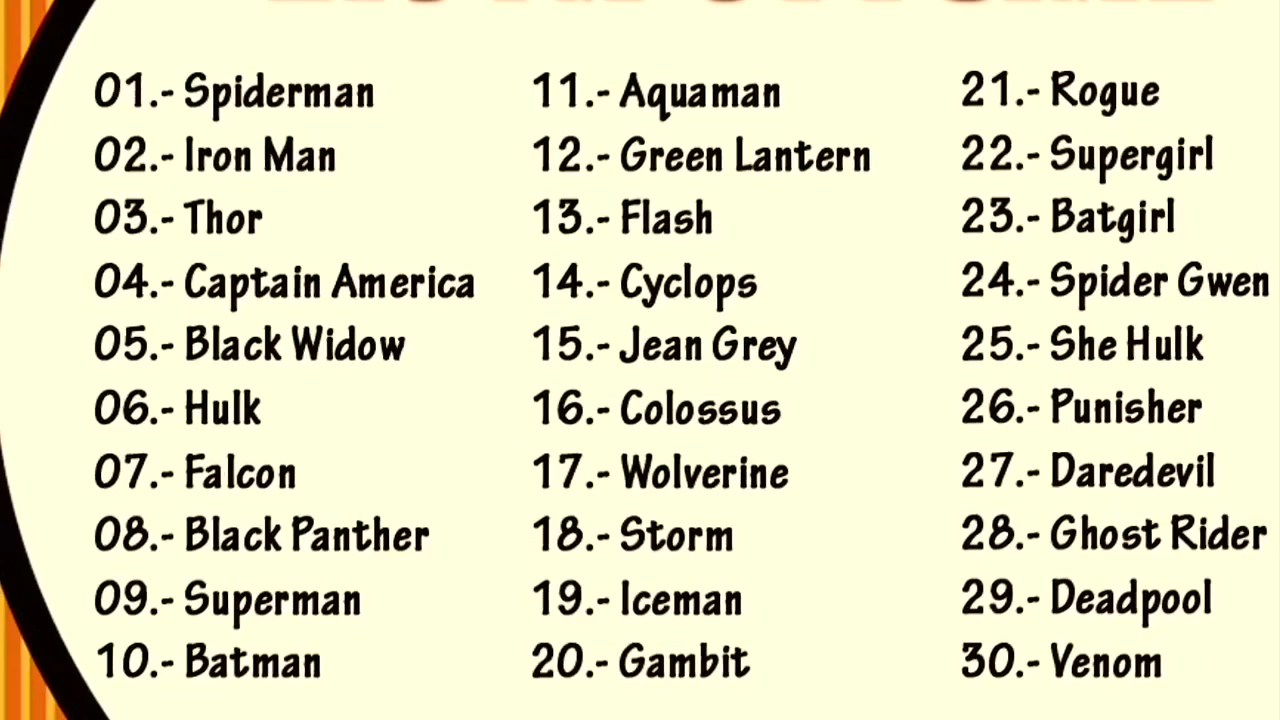 01.- Spiderman
02.- Iron Man
03.- Thor
04.- Captain America
05.- Black Widow
06.- Hulk
07.- Falcon
08.- Black Panther
09.- Superman
10.- Batman
11.- Aquaman
12.- Green Lantern
13.- Flash
14.- Cyclops
15.- Jean Grey
16.- Colossus
17.- Wolverine
18.- Storm
19.- Iceman
20.- Gambit
21.- Rogue
22.- Supergirl
23.- Batgirl
24.- Spider Gwen
25.- She Hulk
26.- Punisher
27.- Daredevil
28.- Ghost Rider
29.- Deadpool
30.- Venom